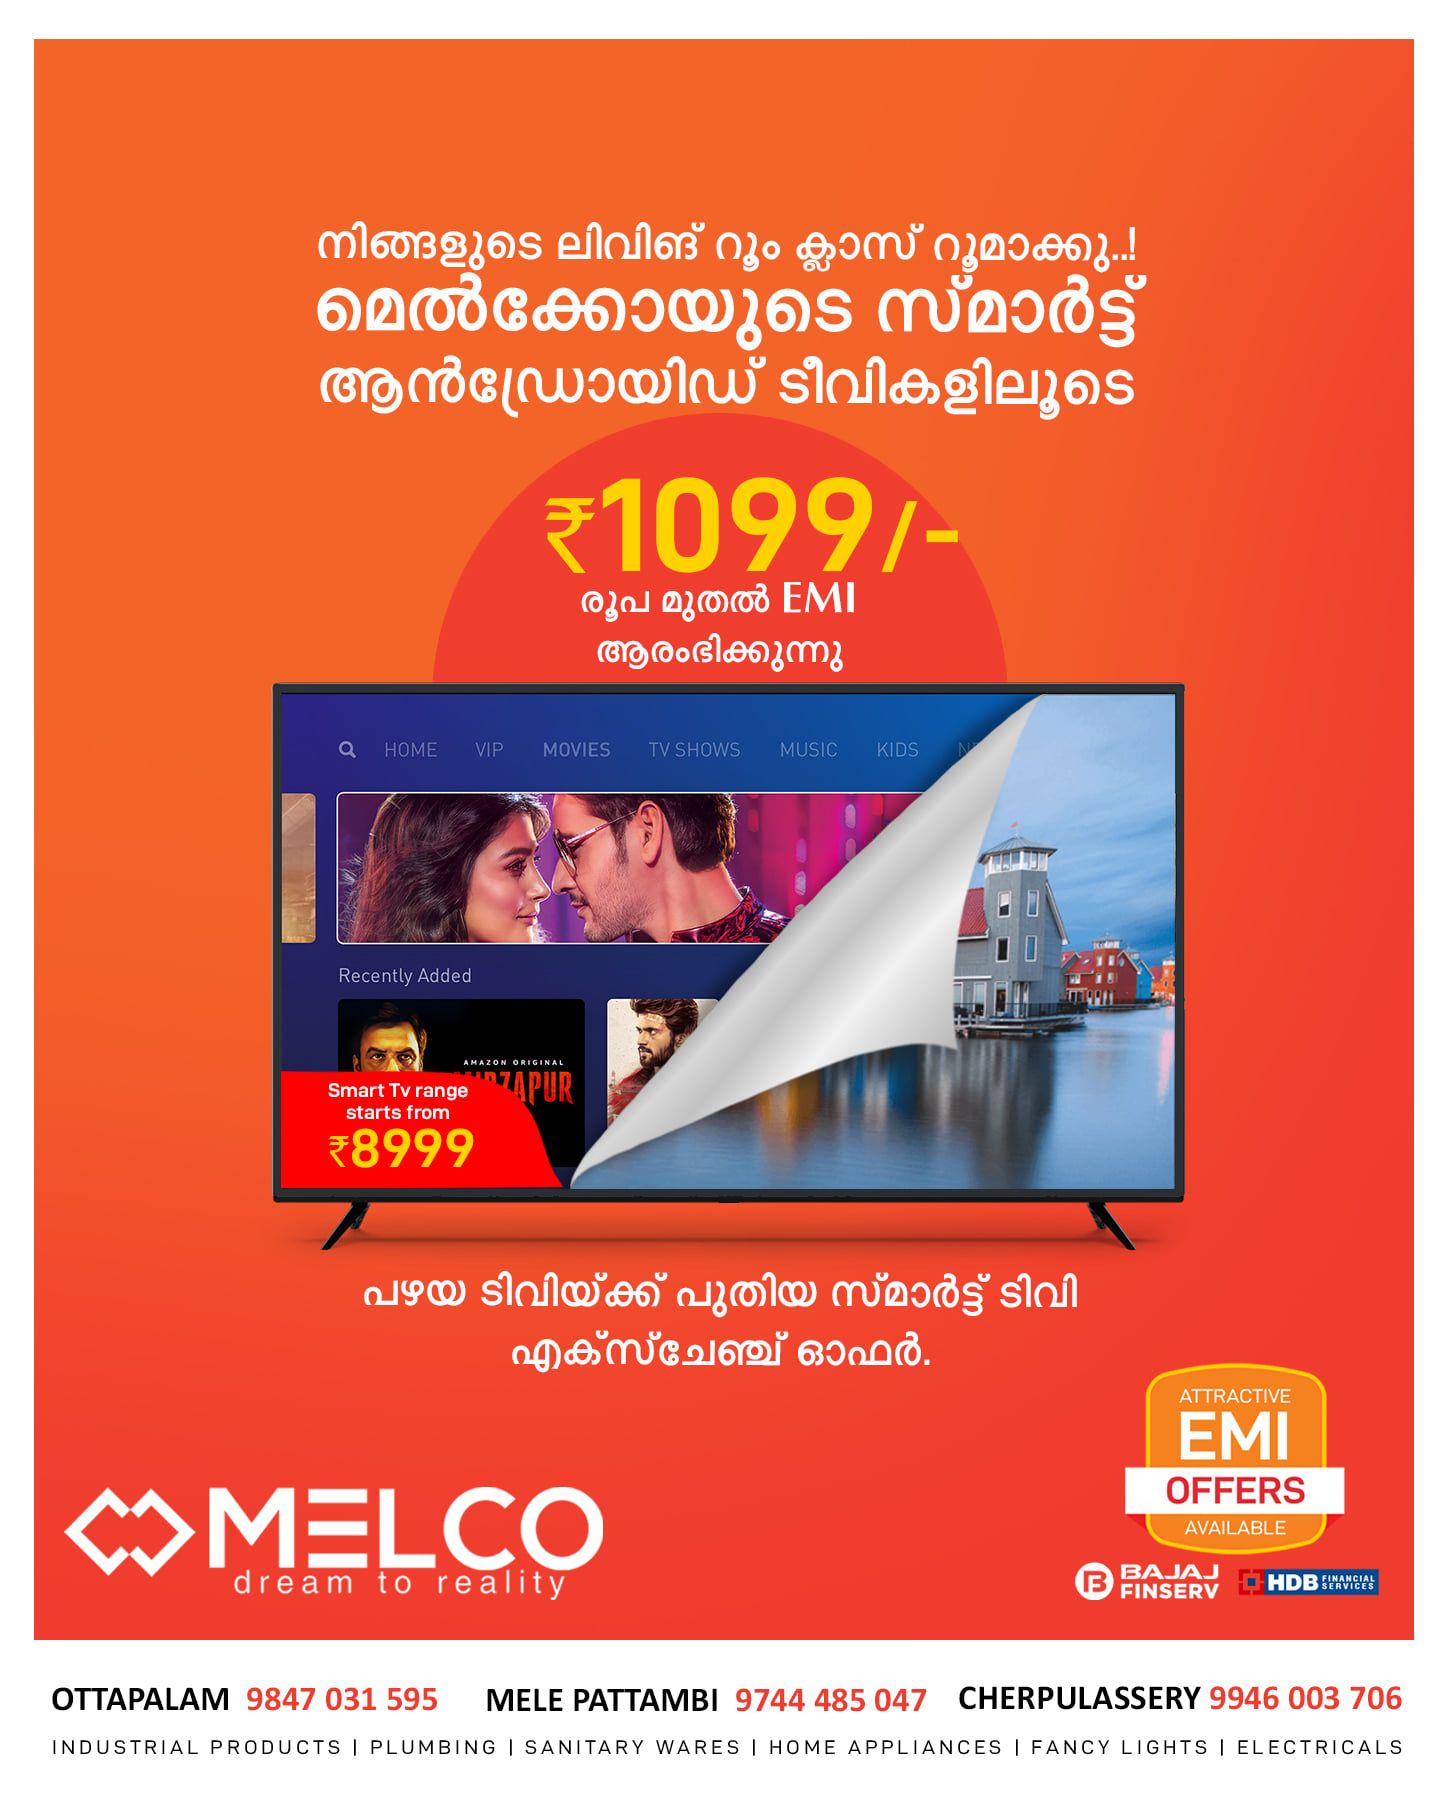 നിങ്ങളുടെ ലിവിങ് റൂം ക്ലാസ് റൂമാക്കു..!
മെൽക്കോയുടെ സ്മാർട്ട്
ആൻഡ്രോയിഡ് ടീവികളിലൂടെ
₹1099/-
രൂപ മുതൽ EMI
ആരംഭിക്കുന്നു
HOME VIP MOVIES TV SHOWS MUSIC KIDS
Recently Added
AMAZON ORIGINAL
Smart Tv range
starts from
₹8999
പഴയ ടിവിയ്ക്ക് പുതിയ സ്മാർട്ട് ടിവി
എക്സ്ചേഞ്ച് ഓഫർ.
ATTRACTIVE
EMI
OFFERS
AVAILABLE
MELCO
dream to reality
BAJAJ
FINSERV
HDB FINANCIAL
SERVICES
OTTAPALAM 9847 031 595 MELE PATTAMBI 9744 485 047 CHERPULASSERY 9946 003 706
INDUSTRIAL PRODUCTS | PLUMBING | SANITARY WARES | HOME APPLIANCES | FANCY LIGHTS | ELECTRICALS